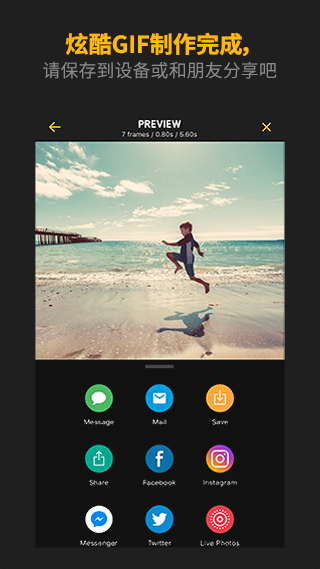 炫酷GIF制作完成,
请保存到设备或和朋友分享吧
PREVIEW
7 frames / 0.80s / 5.60s
Message
Mail
Save
Share
Facebook
Instagram
Messenger
Twitter
Live Photos